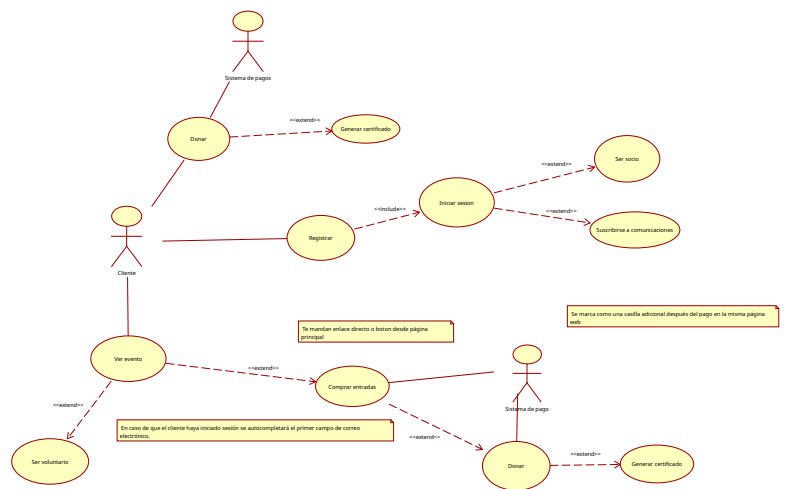 Sistema de pagos
<<extend>>
Donar
Generar certificado
<<extend>>
Ser socio
Iniciar sesion
<<include>>
<<extend>>
Registrar
Suscribirse a comunicaciones
Cliente
Se marca como una casilla adicional después del pago en la misma página
web
Te mandan enlace directo o boton desde página
principal
Ver evento
<<extend>>
Comprar entradas
<<extend>>
Sistema de pago
En caso de que el cliente haya iniciado sesión se autocompletará el primer campo de correo
electrónico.
<<extend>>
<<extend>>
Ser voluntario
Donar
Generar certificado